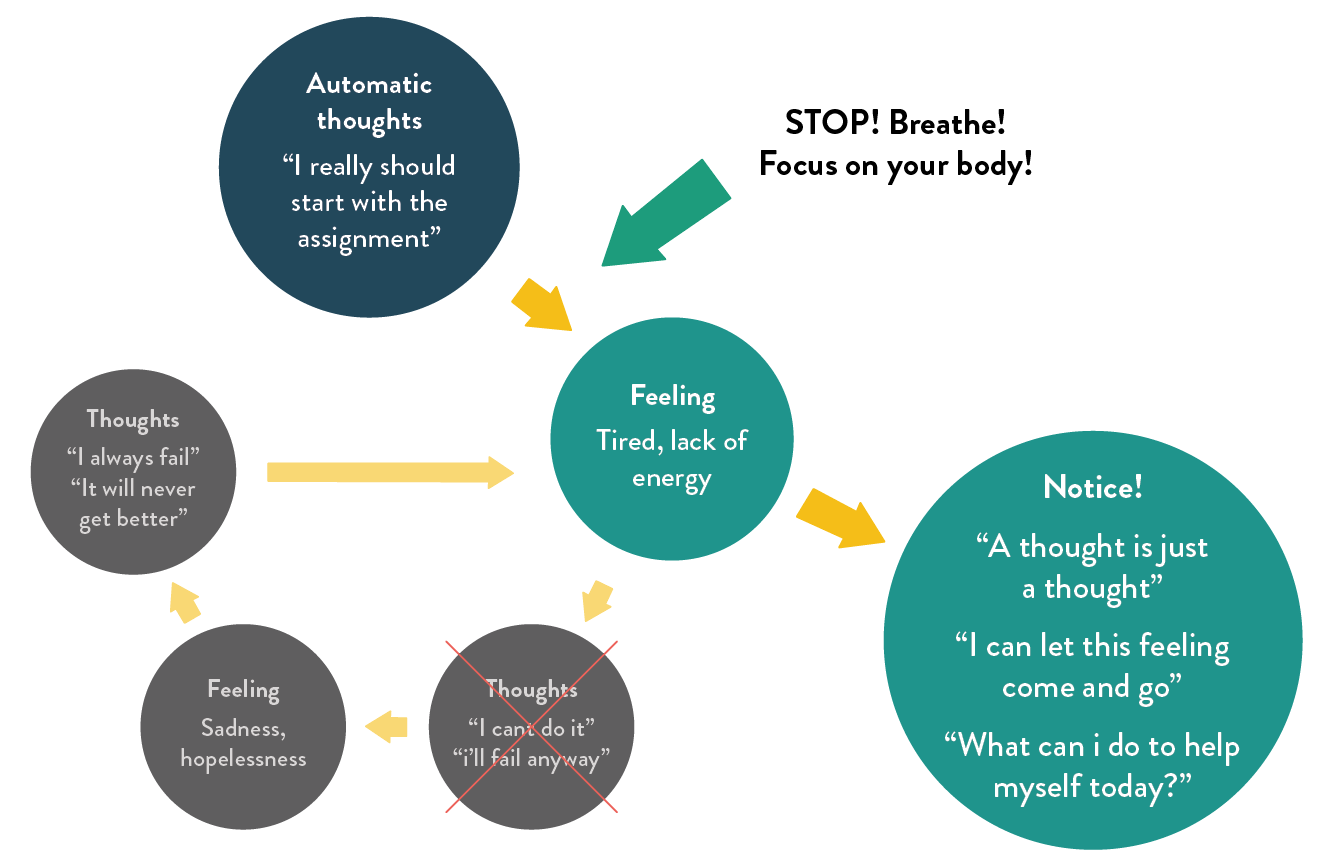 Automatic
thoughts
“I really should
start with the
assignment”
STOP! Breathe!
Focus on your body!
Feeling
Tired, lack of
energy
Thoughts
“I always fail”
“It will never
get better”
Feeling
Sadness,
hopelessness
Thoughts
“I cant do it”
“i’ll fail anyway”
Notice!
“A thought is just
a thought”
“I can let this feeling
come and go”
“What can i do to help
myself today?”